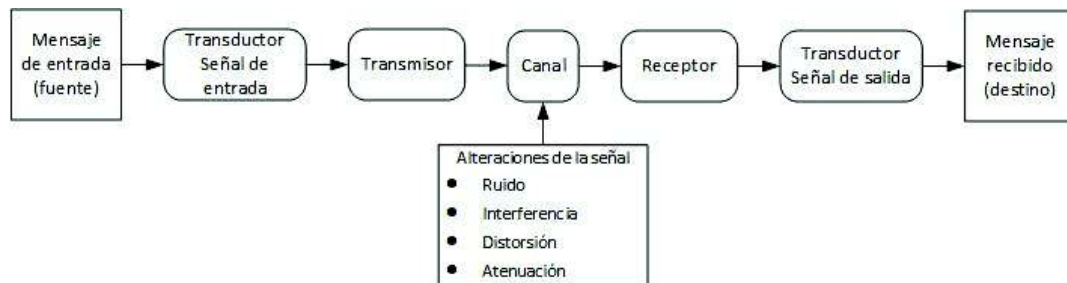 Mensaje
de entrada
(fuente)
Transductor
Señal de
entrada
Transmisor
Canal
Receptor
Transductor
Señal de salida
Mensaje
recibido
(destino)
Alteraciones de la señal
● Ruido
● Interferencia
● Distorsión
● Atenuación